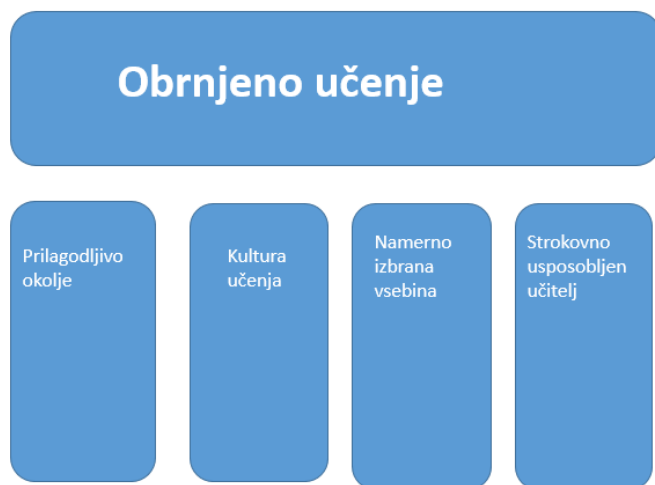 Obrnjeno učenje
Prilagodljivo
okolje
Kultura
učenja
Namerno
izbrana
vsebina
Strokovno
usposobljen
učitelj